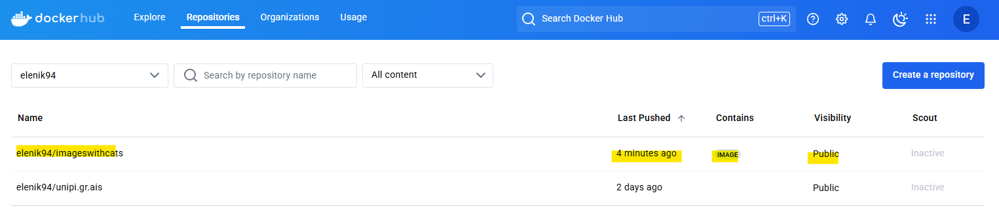 dockerhub Explore Repositories Organizations Usage Search Docker Hub ctrl+K E
elenik94 Search by repository name All content Create a repository
Name Last Pushed Contains Visibility Scout
elenik94/imageswithcats 4 minutes ago IMAGE Public Inactive
elenik94/unipi.gr.ais 2 days ago Public Inactive